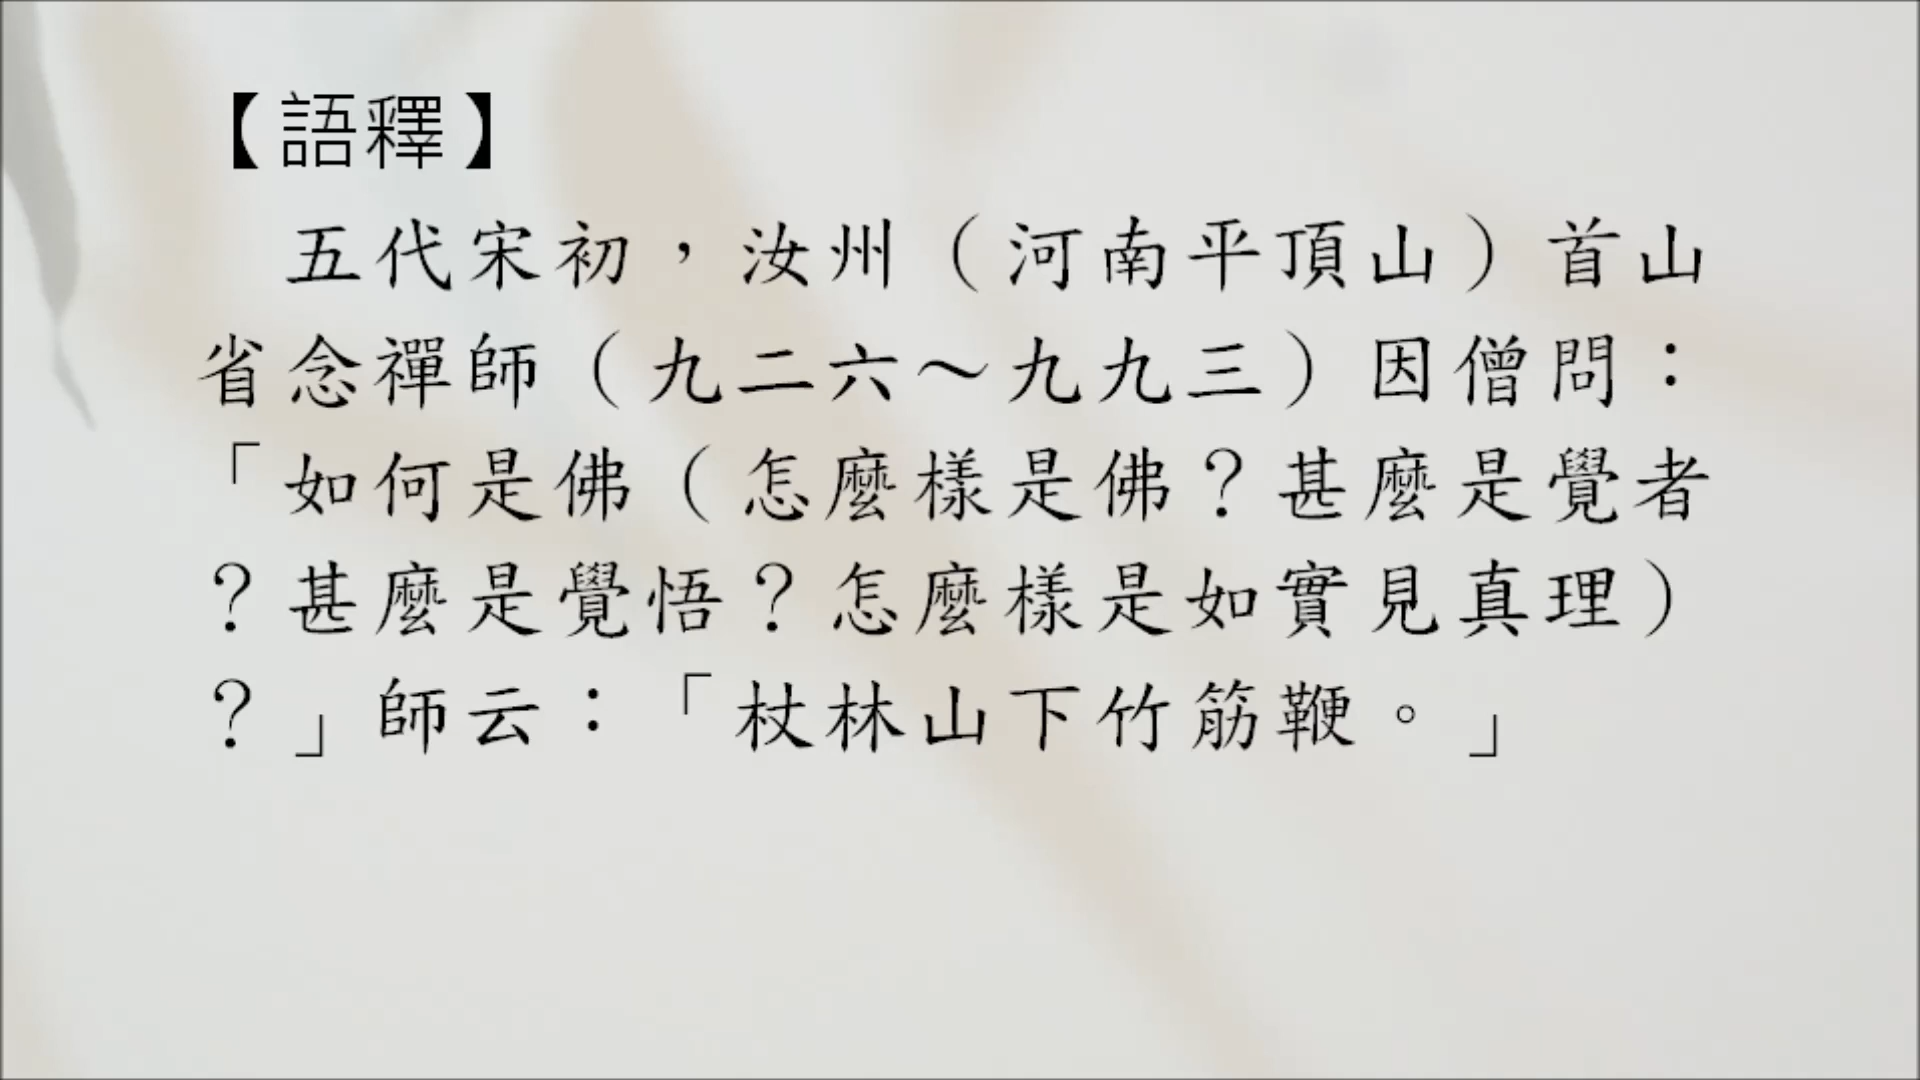 【語釋】
五代宋初，汝州（河南平頂山）首山
省念禪師（九二六～九九三）因僧問：
「如何是佛（怎麼樣是佛？甚麼是覺者
？甚麼是覺悟？怎麼樣是如實見真理）
？」師云：「杖林山下竹筋鞭。」